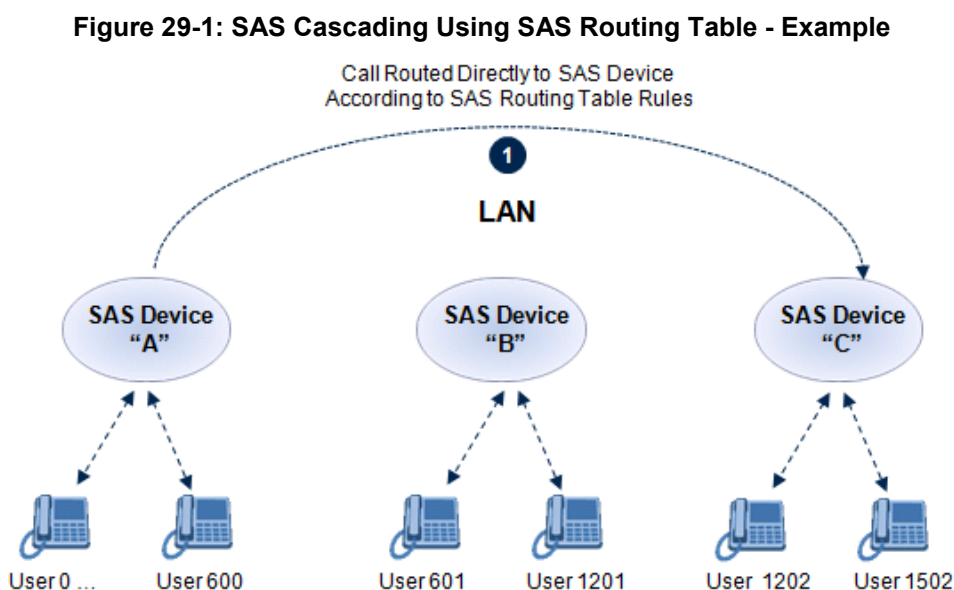 Figure 29-1: SAS Cascading Using SAS Routing Table - Example
Call Routed Directly to SAS Device
According to SAS Routing Table Rules
1
LAN
SAS Device
“A”
SAS Device
“B”
SAS Device
“C”
User 0 ...
User 600
User 601
User 1201
User 1202
User 1502